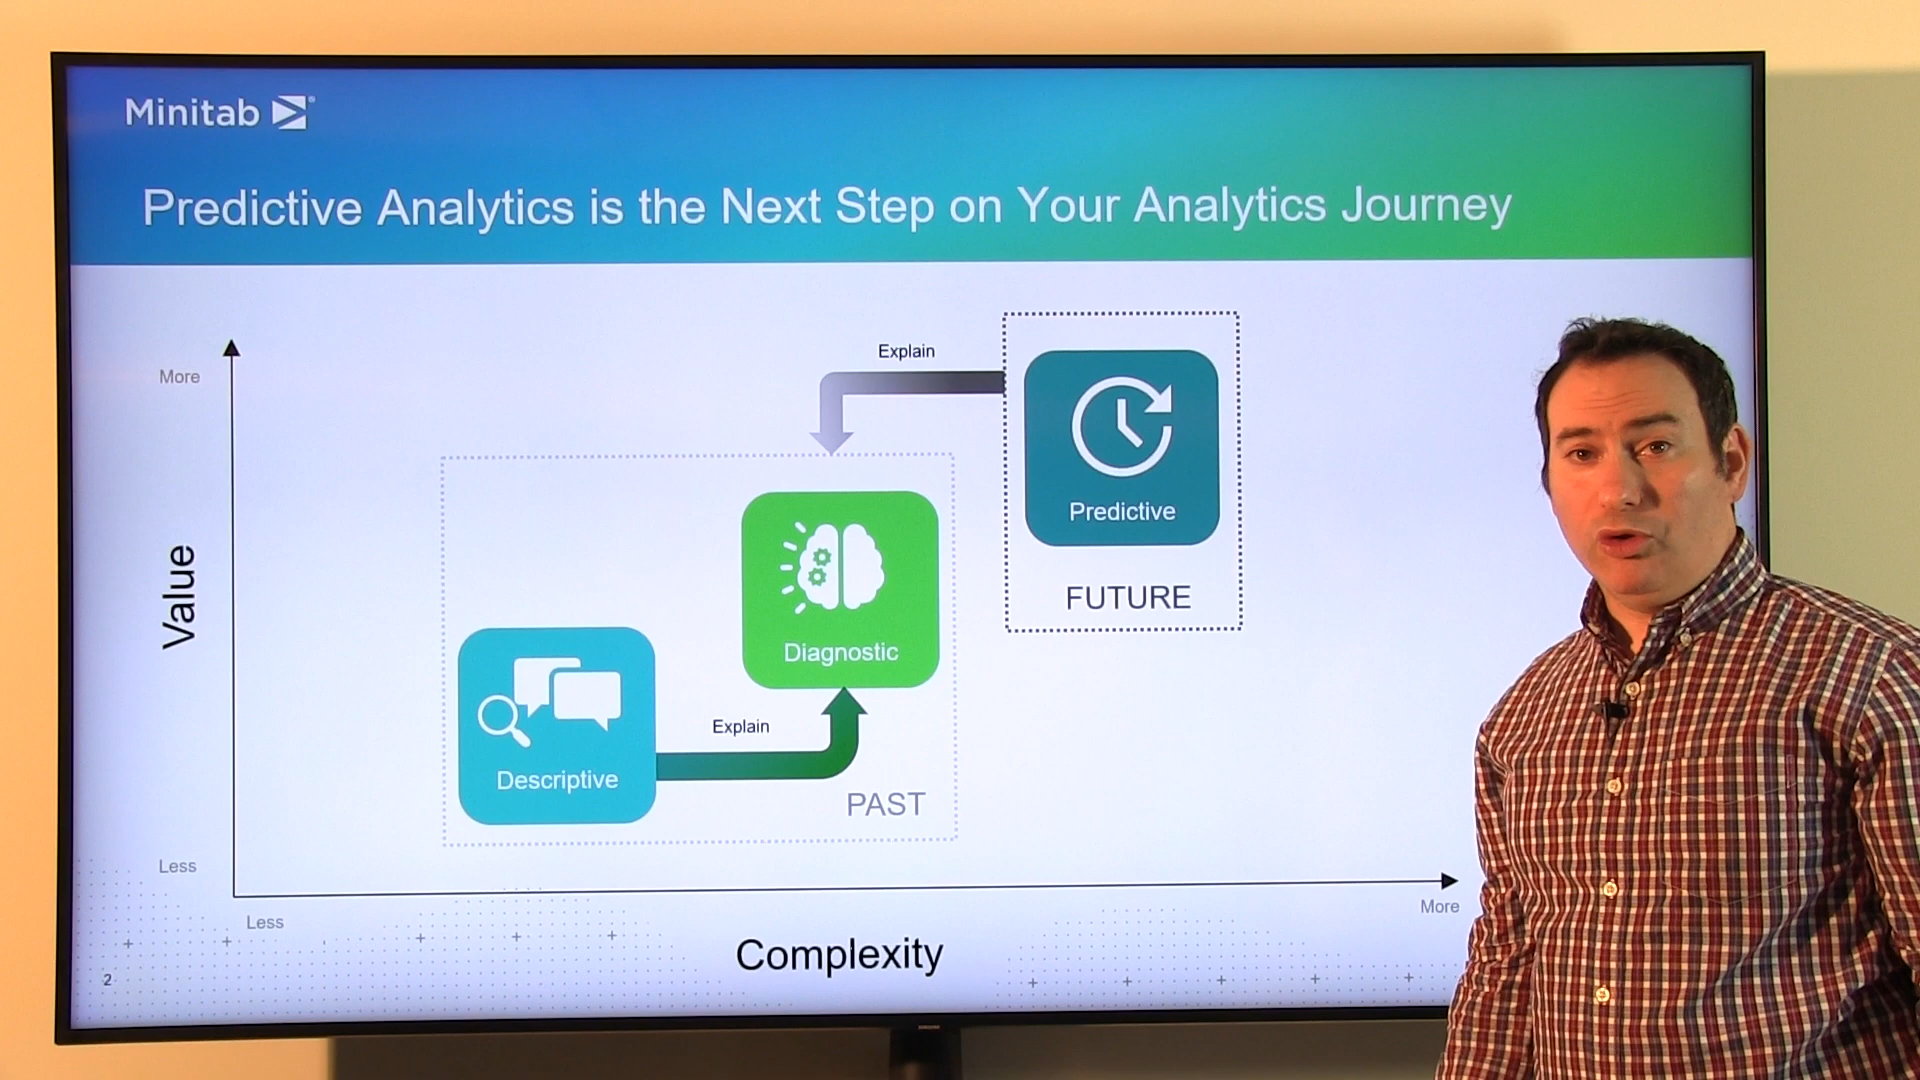 Minitab
Predictive Analytics is the Next Step on Your Analytics Journey
More
Explain
Predictive
FUTURE
Value
Diagnostic
Explain
Descriptive
PAST
Less
Less
More
Complexity
2